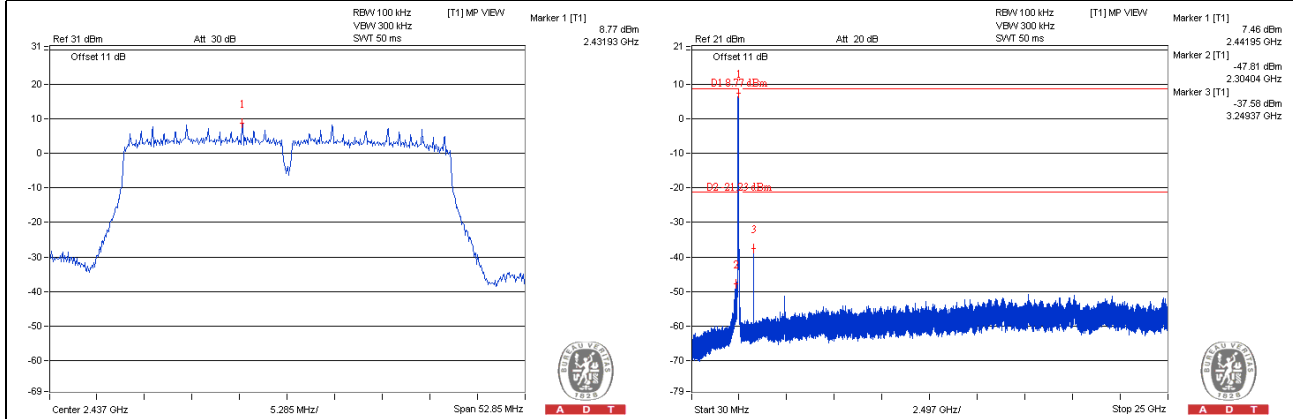 RBW 100 kHz [T1] MP VIEW
VBW 300 kHz
Ref 31 dBm Att 30 dB SWT 50 ms
Marker 1 [T1]
8.77 dBm
2.43193 GHz
31
Offset 11 dB
20
10
0
-10
-20
-30
-40
-50
-60
-69
1
Center 2.437 GHz 5.285 MHz/ Span 52.85 MHz
BUREAU VERITAS
1828
A D T
RBW 100 kHz [T1] MP VIEW
VBW 300 kHz
Ref 21 dBm Att 20 dB SWT 50 ms
Marker 1 [T1]
7.46 dBm
2.44195 GHz
Marker 2 [T1]
-47.81 dBm
2.30404 GHz
Marker 3 [T1]
-37.58 dBm
3.24937 GHz
21
Offset 11 dB
10
0
-10
-20
-30
-40
-50
-60
-70
-79
1
D1 8.77 dBm
D2 -21.23 dBm
3
2
Start 30 MHz 2.497 GHz/ Stop 25 GHz
BUREAU VERITAS
1828
A D T